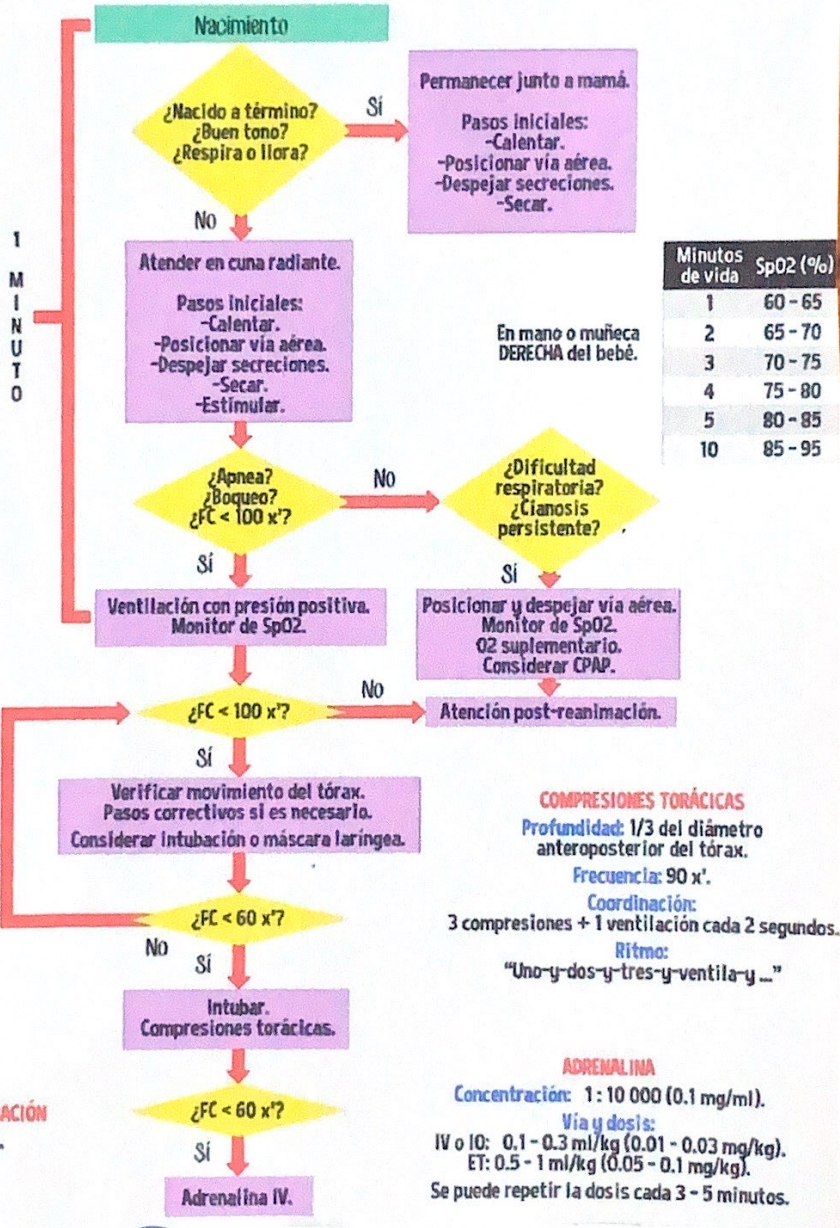 Nacimiento
¿Nacido a término?
¿Buen tono?
¿Respira o llora?
Sí
Permanecer junto a mamá.
Pasos iniciales:
-Calentar.
-Posicionar vía aérea.
-Despejar secreciones.
-Secar.
No
1
MINUTO
Atender en cuna radiante.
Pasos iniciales:
-Calentar.
-Posicionar vía aérea.
-Despejar secreciones.
-Secar.
-Estimular.
En mano o muñeca
DERECHA del bebé.
Minutos de vida SpO2 (%)
1 60 - 65
2 65 - 70
3 70 - 75
4 75 - 80
5 80 - 85
10 85 - 95
¿Apnea?
¿Boqueo?
¿FC < 100 x'?
No
¿Dificultad
respiratoria?
¿Cianosis
persistente?
Sí
Sí
Ventilación con presión positiva.
Monitor de SpO2.
Posicionar y despejar vía aérea.
Monitor de SpO2.
O2 suplementario.
Considerar CPAP.
¿FC < 100 x'?
No
Atención post-reanimación.
Sí
Verificar movimiento del tórax.
Pasos correctivos si es necesario.
Considerar intubación o máscara laríngea.
¿FC < 60 x'?
No
Sí
Intubar.
Compresiones torácicas.
¿FC < 60 x'?
Sí
Adrenalina IV.
COMPRESIONES TORÁCICAS
Profundidad: 1/3 del diámetro
anteroposterior del tórax.
Frecuencia: 90 x'.
Coordinación:
3 compresiones + 1 ventilación cada 2 segundos.
Ritmo:
"Uno-y-dos-y-tres-y-ventila-y ..."
ADRENALINA
Concentración: 1 : 10 000 (0.1 mg/ml).
Vía y dosis:
IV o IO: 0.1 - 0.3 ml/kg (0.01 - 0.03 mg/kg).
ET: 0.5 - 1 ml/kg (0.05 - 0.1 mg/kg).
Se puede repetir la dosis cada 3 - 5 minutos.
ACIÓN